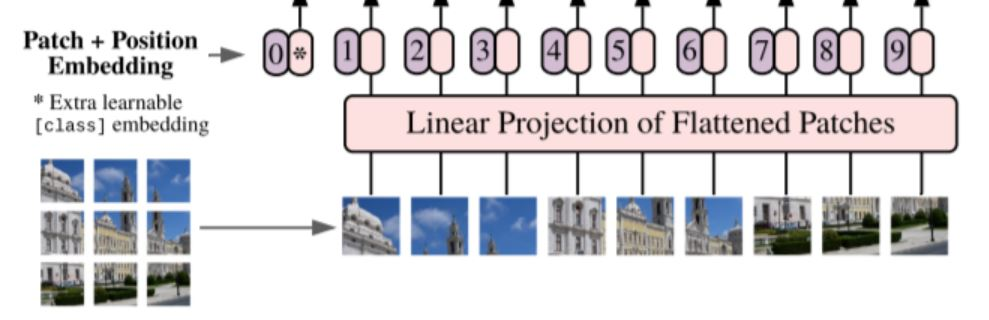 Patch + Position
Embedding
0 * 1 2 3 4 5 6 7 8 9
* Extra learnable
[class] embedding
Linear Projection of Flattened Patches